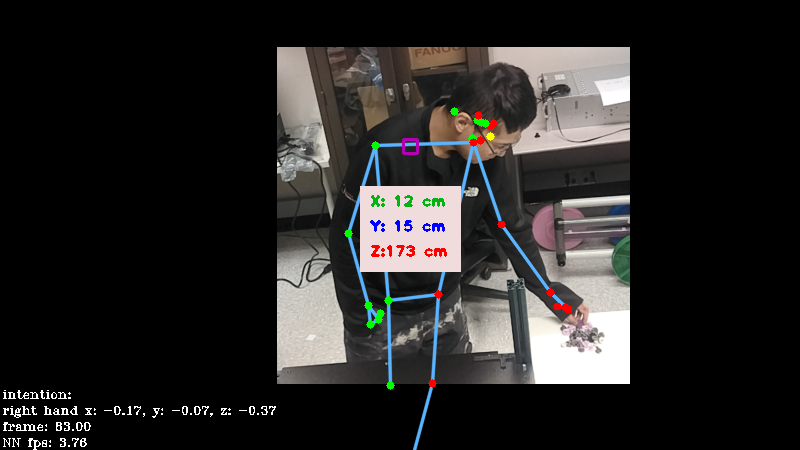 FANUC
X: 12 cm
Y: 15 cm
Z:173 cm
intention:
right hand x: -0.17, y: -0.07, z: -0.37
frame: 83.00
NN fps: 3.76